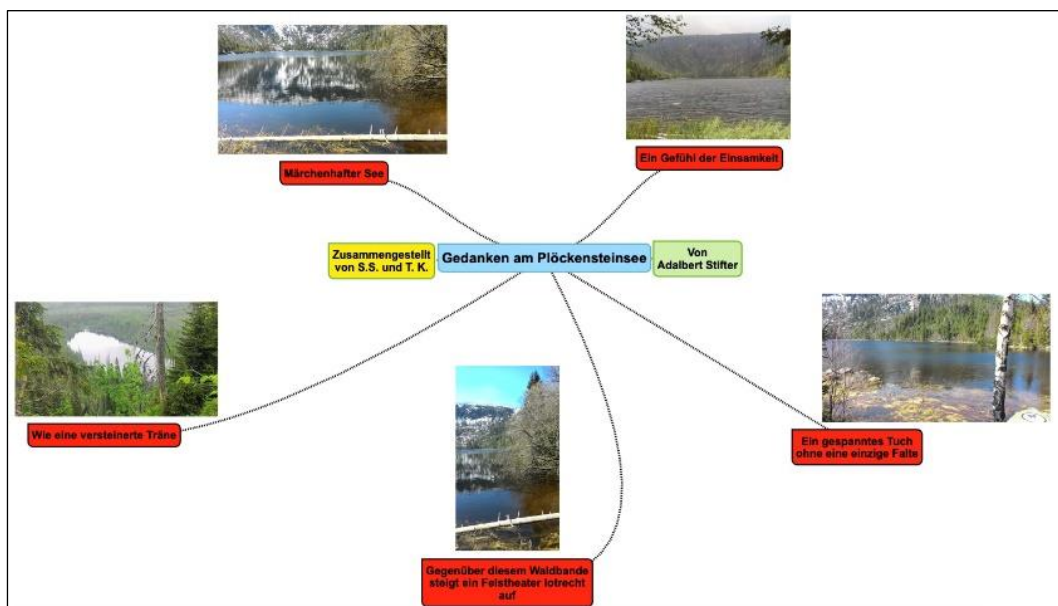 Märchenhafter See
Ein Gefühl der Einsamkeit
Zusammengestellt
von S.S. und T. K.
Gedanken am Plöckensteinsee
Von
Adalbert Stifter
Wie eine versteinerte Träne
Ein gespanntes Tuch
ohne eine einzige Falte
Gegenüber diesem Waldbande
steigt ein Felstheater lotrecht
auf